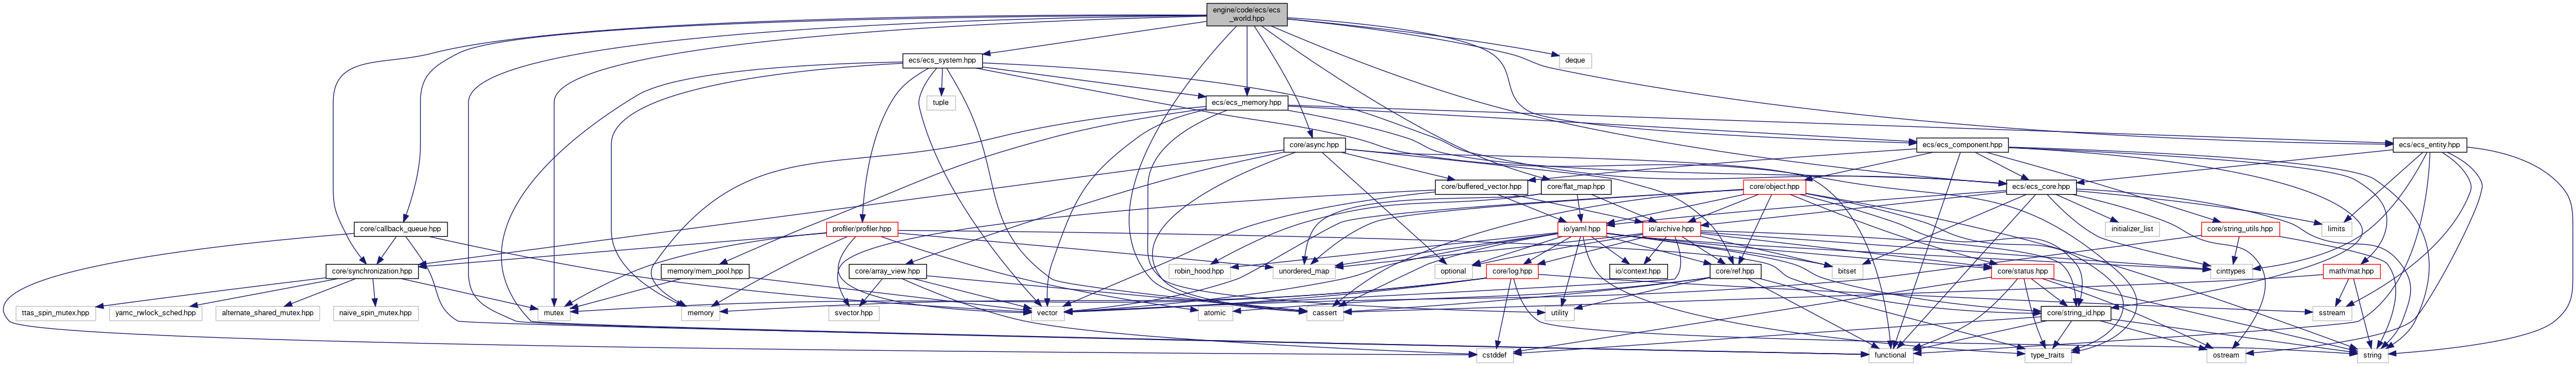 engine/code/ecs/ecs
_world.hpp
ecs/ecs_system.hpp
deque
tuple
ecs/ecs_memory.hpp
core/async.hpp
ecs/ecs_component.hpp
ecs/ecs_entity.hpp
core/buffered_vector.hpp
core/flat_map.hpp
core/object.hpp
ecs/ecs_core.hpp
core/callback_queue.hpp
profiler/profiler.hpp
io/yaml.hpp
io/archive.hpp
initializer_list
core/string_utils.hpp
limits
core/synchronization.hpp
memory/mem_pool.hpp
core/array_view.hpp
robin_hood.hpp
unordered_map
optional
core/log.hpp
io/context.hpp
core/ref.hpp
bitset
core/status.hpp
cinttypes
math/mat.hpp
ttas_spin_mutex.hpp
yamc_rwlock_sched.hpp
alternate_shared_mutex.hpp
naive_spin_mutex.hpp
mutex
memory
svector.hpp
vector
atomic
cassert
utility
core/string_id.hpp
sstream
cstddef
functional
type_traits
ostream
string